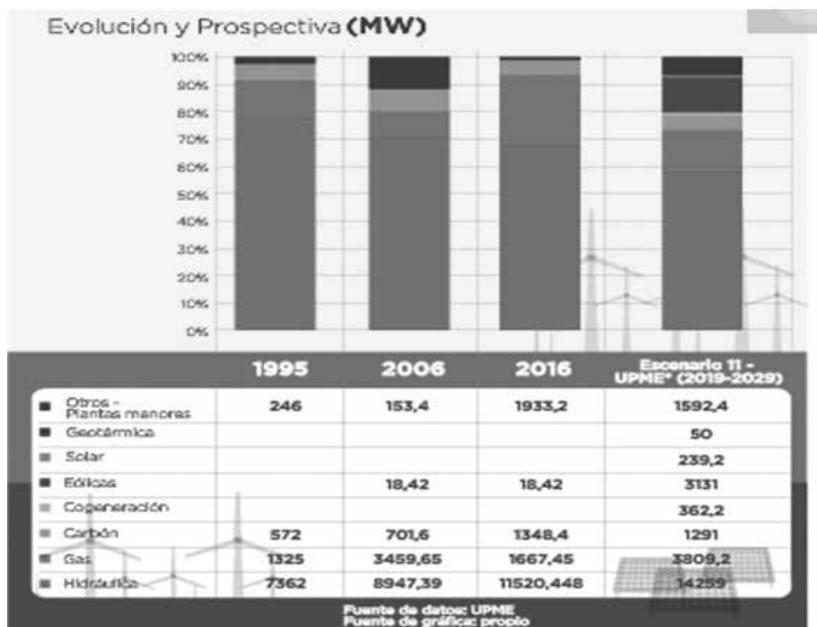 Evolución y Prospectiva (MW)
100%
90%
80%
70%
60%
50%
40%
30%
20%
10%
0%
1995 2006 2016 Escenario 11 -
UPME* (2019-2029)
Otros -
Plantas menores 246 153,4 1933,2 1592,4
Geotérmica 50
Solar 239,2
Eólicas 18,42 18,42 3131
Cogeneración 362,2
Carbón 572 701,6 1348,4 1291
Gas 1325 3459,65 1667,45 3809,2
Hidráulica 7362 8947,39 11520,448 14259
Fuente de datos: UPME
Fuente de gráfica: propio